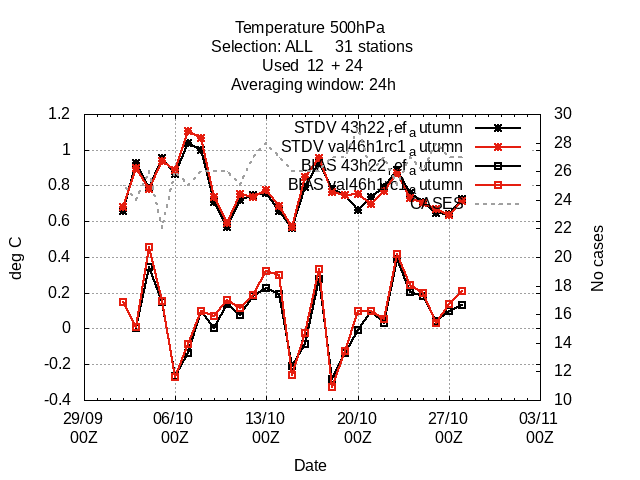 Temperature 500hPa
Selection: ALL 31 stations
Used 12 + 24
Averaging window: 24h
STDV 43h22_ref_autumn
STDV val46h1rc1_autumn
BIAS 43h22_ref_autumn
BIAS val46h1rc1_autumn
CASES
1.2
1
0.8
0.6
0.4
0.2
0
-0.2
-0.4
deg C
30
28
26
24
22
20
18
16
14
12
10
No cases
29/09 06/10 13/10 20/10 27/10 03/11
00Z 00Z 00Z 00Z 00Z 00Z
Date